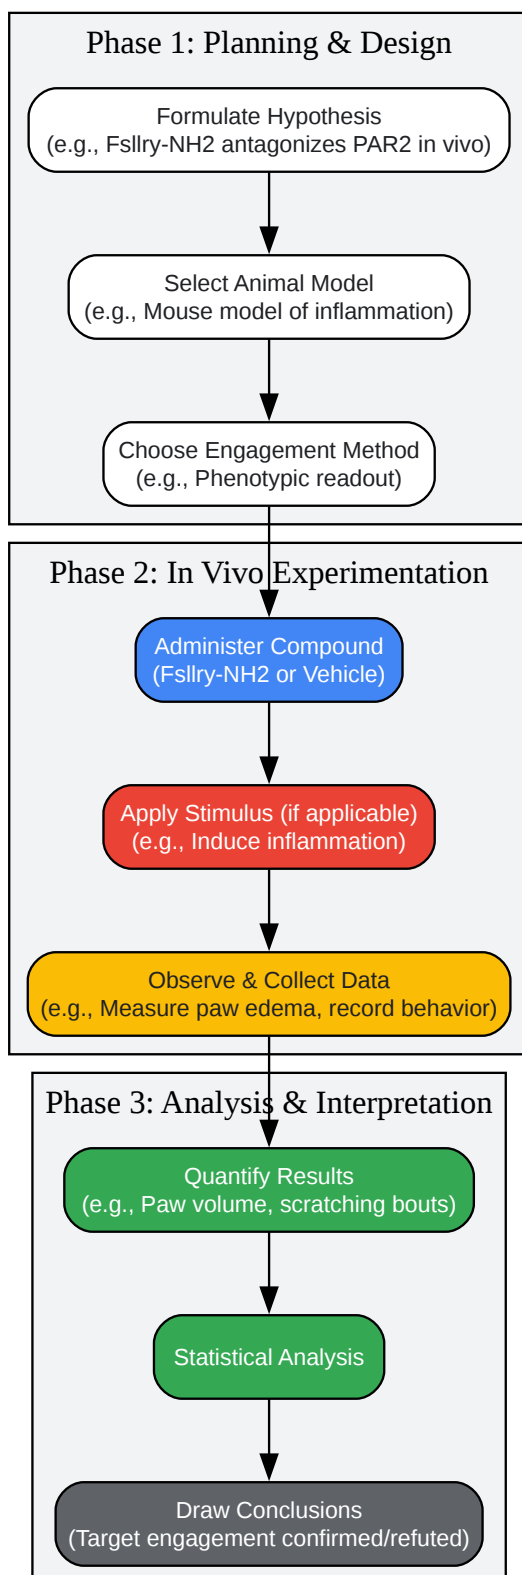 Phase 1: Planning & Design
Formulate Hypothesis
(e.g., Fsllry-NH2 antagonizes PAR2 in vivo)
Select Animal Model
(e.g., Mouse model of inflammation)
Choose Engagement Method
(e.g., Phenotypic readout)
Phase 2: In Vivo Experimentation
Administer Compound
(Fsllry-NH2 or Vehicle)
Apply Stimulus (if applicable)
(e.g., Induce inflammation)
Observe & Collect Data
(e.g., Measure paw edema, record behavior)
Phase 3: Analysis & Interpretation
Quantify Results
(e.g., Paw volume, scratching bouts)
Statistical Analysis
Draw Conclusions
(Target engagement confirmed/refuted)